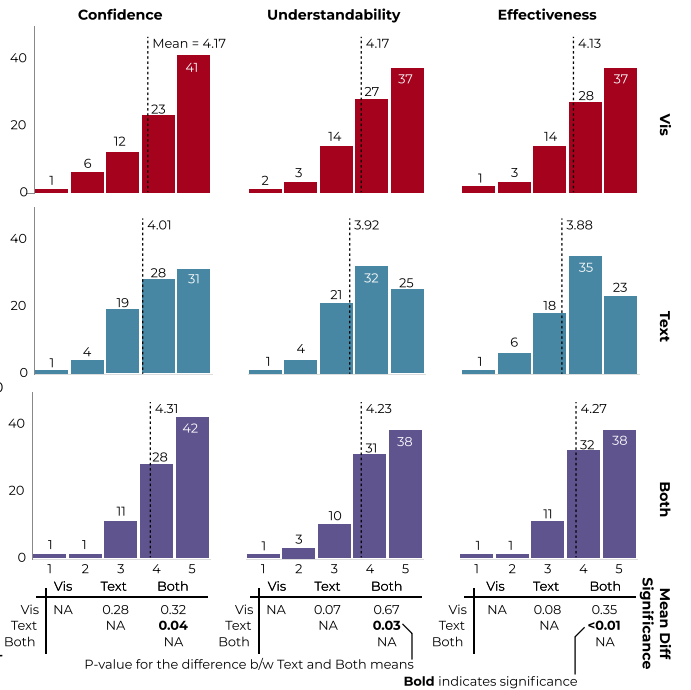 Confidence Understandability Effectiveness
Mean = 4.17 4.17 4.13
40
20
0
1 6 12 23 41
2 3 14 27 37
1 3 14 28 37
Vis
4.01 3.92 3.88
40
20
0
1 4 19 28 31
1 4 21 32 25
1 6 18 35 23
Text
4.31 4.23 4.27
40
20
0
1 1 11 28 42
1 3 10 31 38
1 1 11 32 38
Both
1 2 3 4 5 1 2 3 4 5 1 2 3 4 5
Vis Text Both Vis Text Both Vis Text Both
Vis NA 0.28 0.32 Vis NA 0.07 0.67 Vis NA 0.08 0.35
Text NA 0.04 Text NA 0.03 Text NA <0.01
Both NA Both NA Both NA
Mean Diff
Significance
P-value for the difference b/w Text and Both means
Bold indicates significance